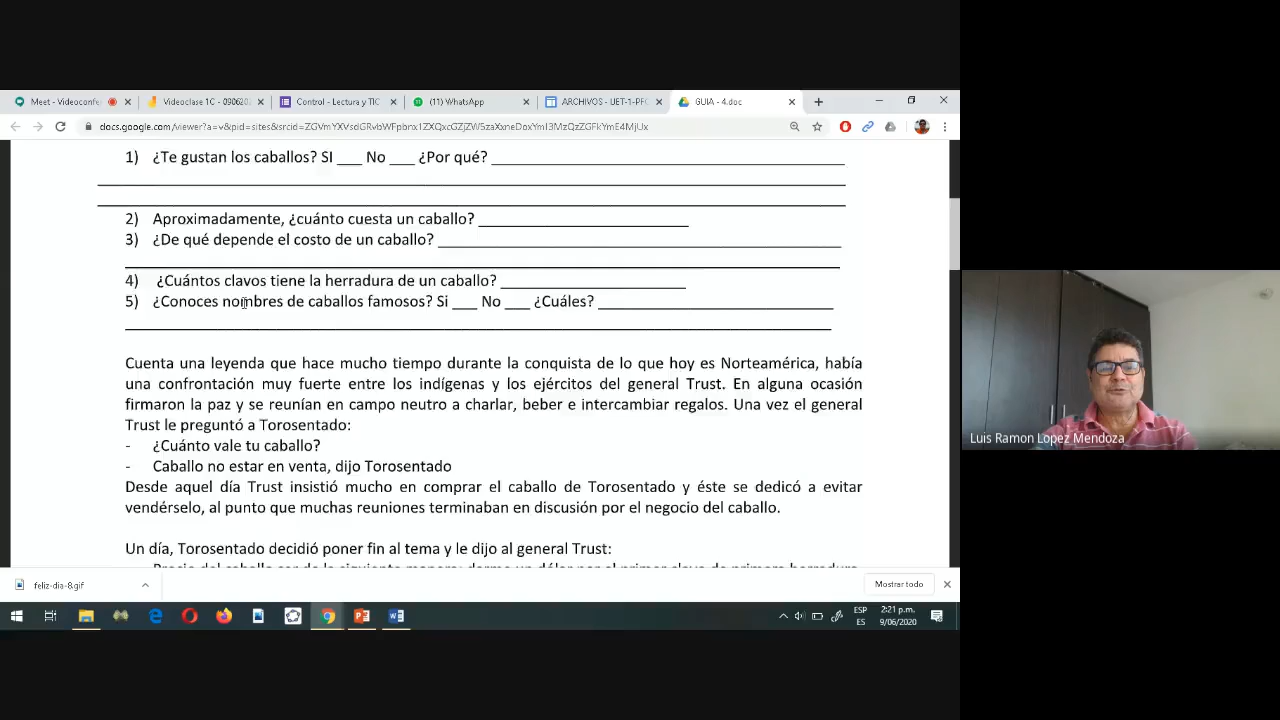 Meet - Videoconfe
Videoclase 1C - 090620
Control - Lectura y TIC
(11) WhatsApp
ARCHIVOS - UET-1-PFC
GUIA - 4.doc
1) ¿Te gustan los caballos? SI ___ No ___ ¿Por qué? ___
2) Aproximadamente, ¿cuánto cuesta un caballo? ___
3) ¿De qué depende el costo de un caballo? ___
4) ¿Cuántos clavos tiene la herradura de un caballo? ___
5) ¿Conoces nombres de caballos famosos? Si ___ No ___ ¿Cuáles? ___
Cuenta una leyenda que hace mucho tiempo durante la conquista de lo que hoy es Norteamérica, había
una confrontación muy fuerte entre los indígenas y los ejércitos del general Trust. En alguna ocasión
firmaron la paz y se reunían en campo neutro a charlar, beber e intercambiar regalos. Una vez el general
Trust le preguntó a Torosentado:
- ¿Cuánto vale tu caballo?
- Caballo no estar en venta, dijo Torosentado
Desde aquel día Trust insistió mucho en comprar el caballo de Torosentado y éste se dedicó a evitar
vendérselo, al punto que muchas reuniones terminaban en discusión por el negocio del caballo.
Un día, Torosentado decidió poner fin al tema y le dijo al general Trust:
Luis Ramon Lopez Mendoza
feliz-dia-8.gif
Mostrar todo
ESP
ES
2:21 p.m.
9/06/2020